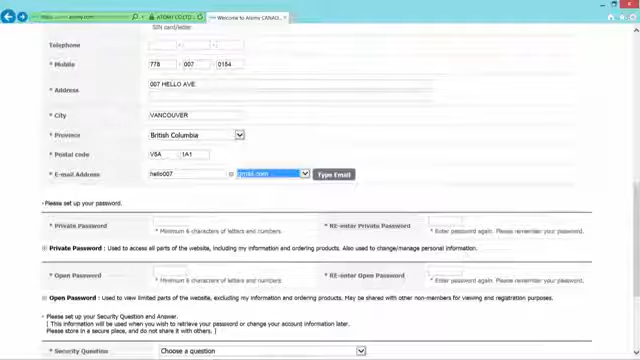 ATOMY CO.LTD
Welcome to Atomy CANAD...
SIN card/letter.
Telephone
* Mobile 778 - 007 - 0154
* Address 007 HELLO AVE
* City VANCOUVER
* Province British Columbia
* Postal code V5A 1A1
* E-mail Address hello007 @ gmail.com Type Email
Please set up your password.
* Private Password * Minimum 6 characters of letters and numbers. * RE-enter Private Password * Enter password again. Please remember your password.
Private Password : Used to access all parts of the website, including my information and ordering products. Also used to change/manage personal information.
* Open Password * Minimum 6 characters of letters and numbers. * RE-enter Open Password * Enter password again. Please remember your password.
Open Password : Used to view limited parts of the website, excluding my information and ordering products. May be shared with other non-members for viewing and registration purposes.
* Please set up your Security Question and Answer.
[ This information will be used when you wish to retrieve your password or change your account information later.
Please store in a secure place, and do not share it with others. ]
* Security Question Choose a question